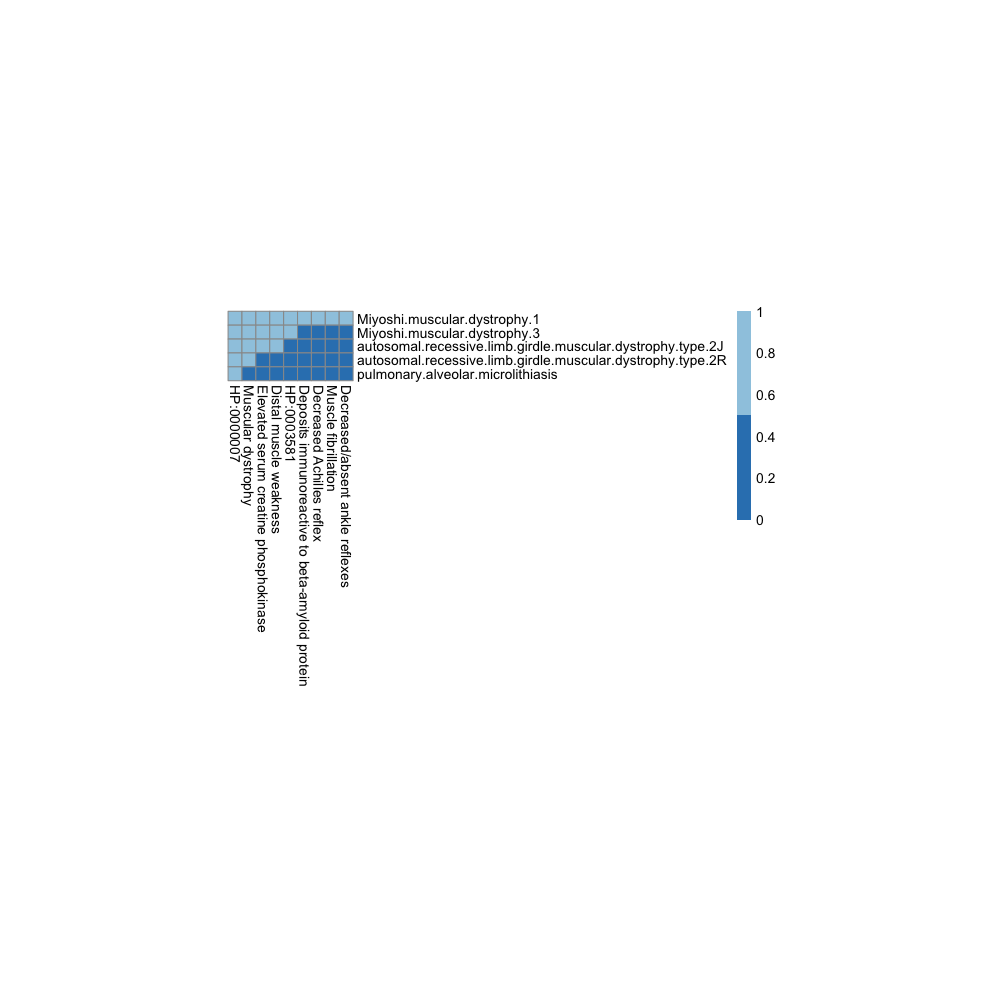 Miyoshi.muscular.dystrophy.1
Miyoshi.muscular.dystrophy.3
autosomal.recessive.limb.girdle.muscular.dystrophy.type.2J
autosomal.recessive.limb.girdle.muscular.dystrophy.type.2R
pulmonary.alveolar.microlithiasis
1
0.8
0.6
0.4
0.2
0
HP:0000007
Muscular dystrophy
Elevated serum creatine phosphokinase
Distal muscle weakness
HP:0003581
Deposits immunoreactive to beta-amyloid protein
Decreased Achilles reflex
Muscle fibrillation
Decreased/absent ankle reflexes